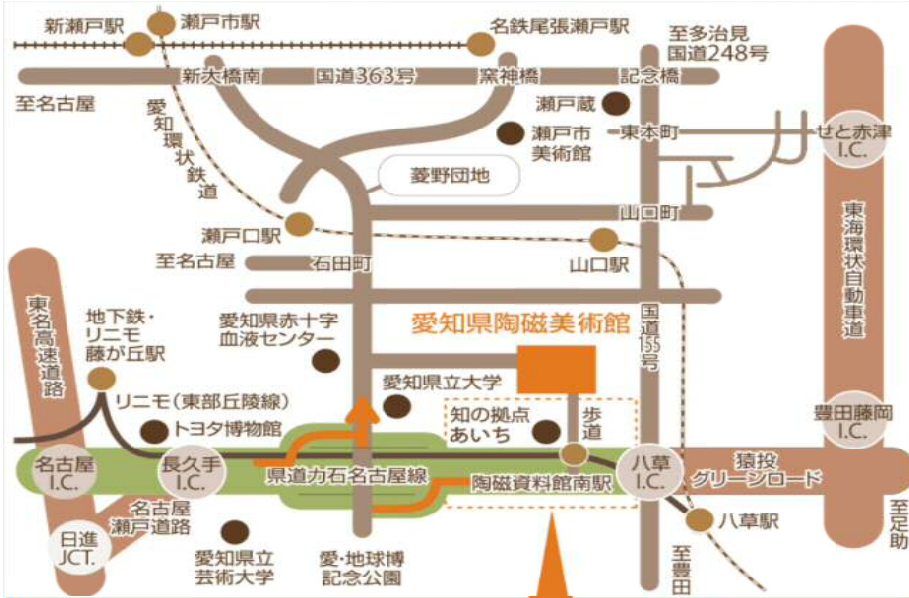 新瀬戸駅
瀬戸市駅
名鉄尾張瀬戸駅
至多治見
国道248号
新大橋南
国道363号
窯神橋
記念橋
至名古屋
愛知環状鉄道
瀬戸蔵
瀬戸市
美術館
東本町
せと赤津
I.C.
菱野団地
山口町
瀬戸口駅
至名古屋
石田町
山口駅
東海環状自動車道
東名高速道路
地下鉄・
リニモ
藤が丘駅
愛知県赤十字
血液センター
愛知県陶磁美術館
国道155号
愛知県立大学
リニモ(東部丘陵線)
トヨタ博物館
知の拠点
あいち
歩道
豊田藤岡
I.C.
名古屋
I.C.
長久手
I.C.
県道力石名古屋線
陶磁資料館南駅
八草
I.C.
猿投
グリーンロード
名古屋
瀬戸道路
日進
JCT.
愛知県立
芸術大学
愛・地球博
記念公園
至豊田
八草駅
至足助